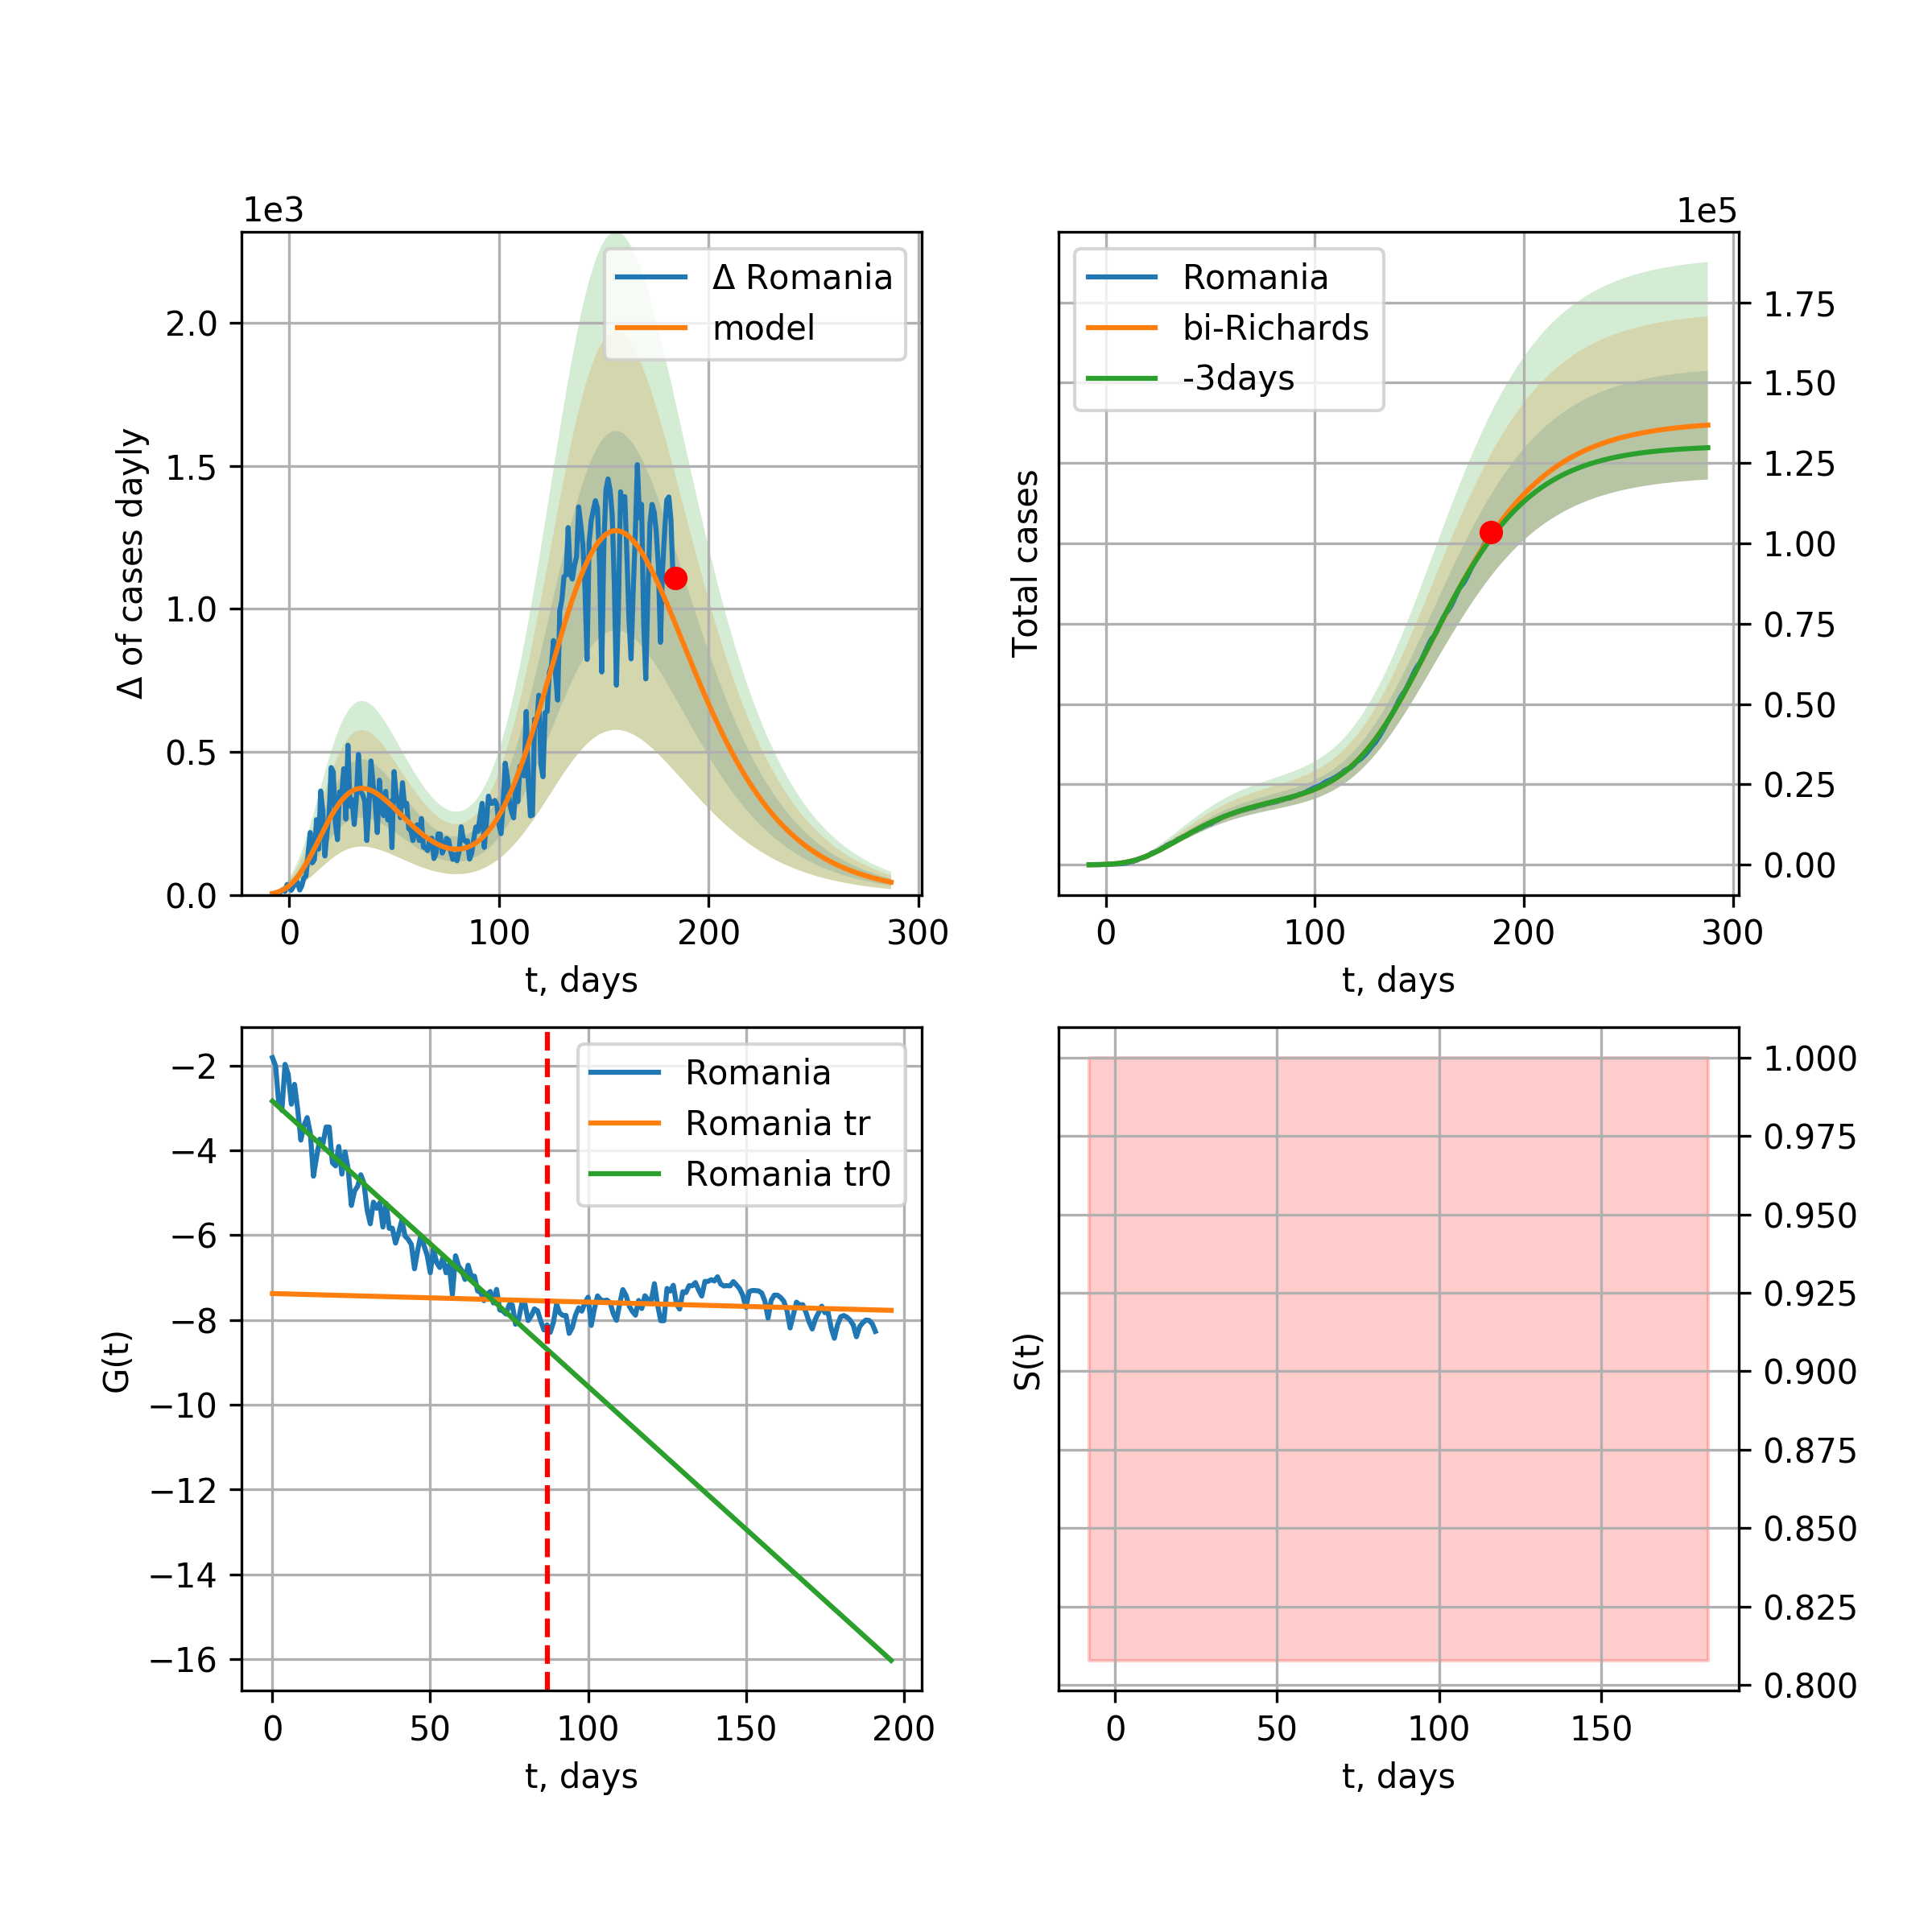 1e3
Δ of cases dayly
2.0
1.5
1.0
0.5
0.0
Δ Romania
model
0 100 200 300
t, days
1e5
Total cases
Romania
bi-Richards
-3days
1.75
1.50
1.25
1.00
0.75
0.50
0.25
0.00
0 100 200 300
t, days
G(t)
−2
−4
−6
−8
−10
−12
−14
−16
Romania
Romania tr
Romania tr0
0 50 100 150 200
t, days
S(t)
1.000
0.975
0.950
0.925
0.900
0.875
0.850
0.825
0.800
0 50 100 150
t, days